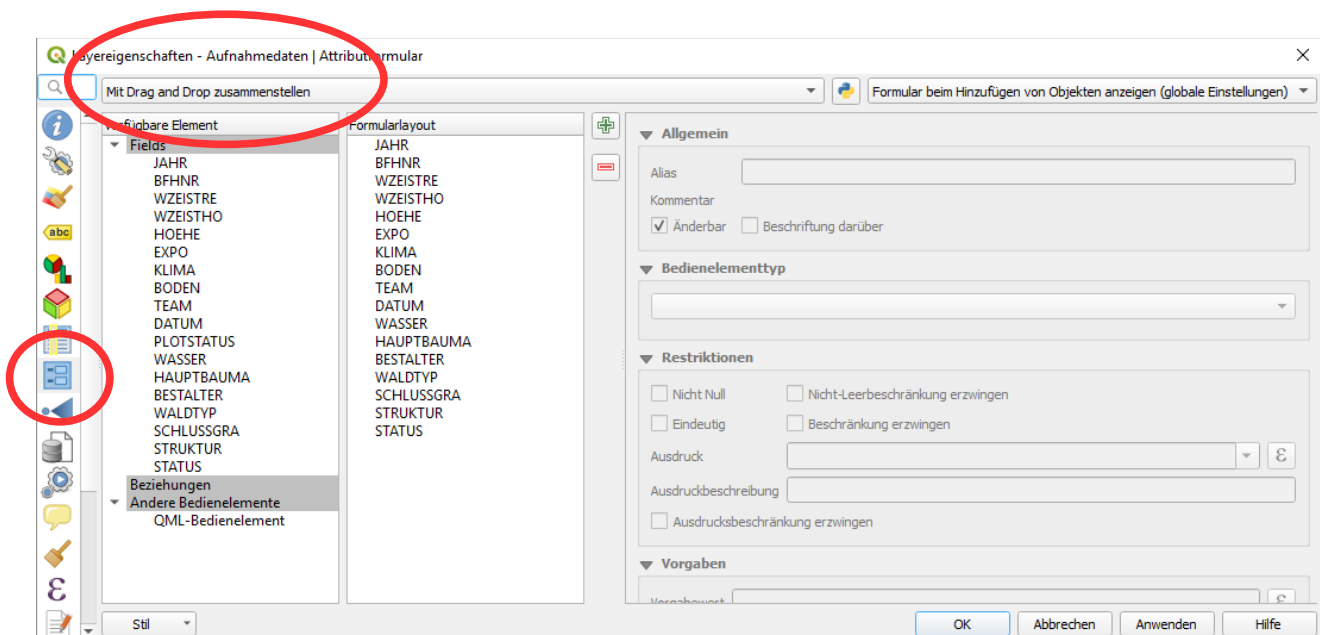 Layereigenschaften - Aufnahmedaten | Attributformular
Mit Drag and Drop zusammenstellen
Formular beim Hinzufügen von Objekten anzeigen (globale Einstellungen)
Verfügbare Element
Fields
JAHR
BFHNR
WZEISTRE
WZEISTHO
HOEHE
EXPO
KLIMA
BODEN
TEAM
DATUM
PLOTSTATUS
WASSER
HAUPTBAUMA
BESTALTER
WALDTYP
SCHLUSSGRA
STRUKTUR
STATUS
Beziehungen
Andere Bedienelemente
QML-Bedienelement
Formularlayout
JAHR
BFHNR
WZEISTRE
WZEISTHO
HOEHE
EXPO
KLIMA
BODEN
TEAM
DATUM
WASSER
HAUPTBAUMA
BESTALTER
WALDTYP
SCHLUSSGRA
STRUKTUR
STATUS
Allgemein
Alias
Kommentar
Änderbar Beschriftung darüber
Bedienelementtyp
Restriktionen
Nicht Null Nicht-Leerbeschränkung erzwingen
Eindeutig Beschränkung erzwingen
Ausdruck ε
Ausdruckbeschreibung
Ausdrucksbeschränkung erzwingen
Vorgaben
Vorgabewert ε
abc
ε
Stil
OK Abbrechen Anwenden Hilfe